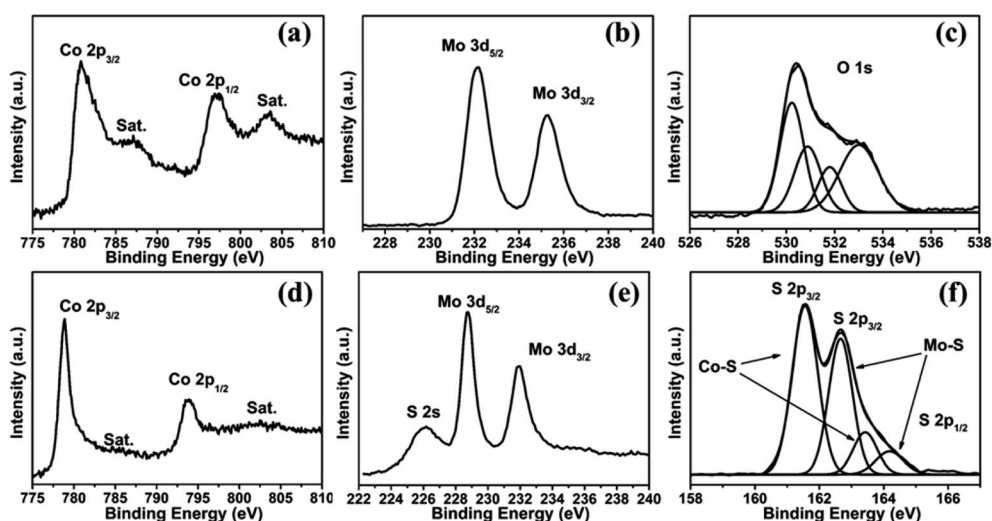 (a)
Co 2p3/2
Co 2p1/2
Sat.
Sat.
Intensity (a.u.)
775 780 785 790 795 800 805 810
Binding Energy (eV)
(b)
Mo 3d5/2
Mo 3d3/2
Intensity (a.u.)
230 232 234 236 238 240
Binding Energy (eV)
(c)
O 1s
Intensity (a.u.)
526 528 530 532 534 536 538
Binding Energy (eV)
(d)
Co 2p3/2
Co 2p1/2
Sat.
Sat.
Intensity (a.u.)
775 780 785 790 795 800 805 810
Binding Energy (eV)
(e)
Mo 3d5/2
Mo 3d3/2
S 2s
Intensity (a.u.)
222 224 226 228 230 232 234 236 238 240
Binding Energy (eV)
(f)
S 2p3/2
S 2p3/2
Mo-S
Co-S
S 2p1/2
Intensity (a.u.)
158 160 162 164 166
Binding Energy (eV)